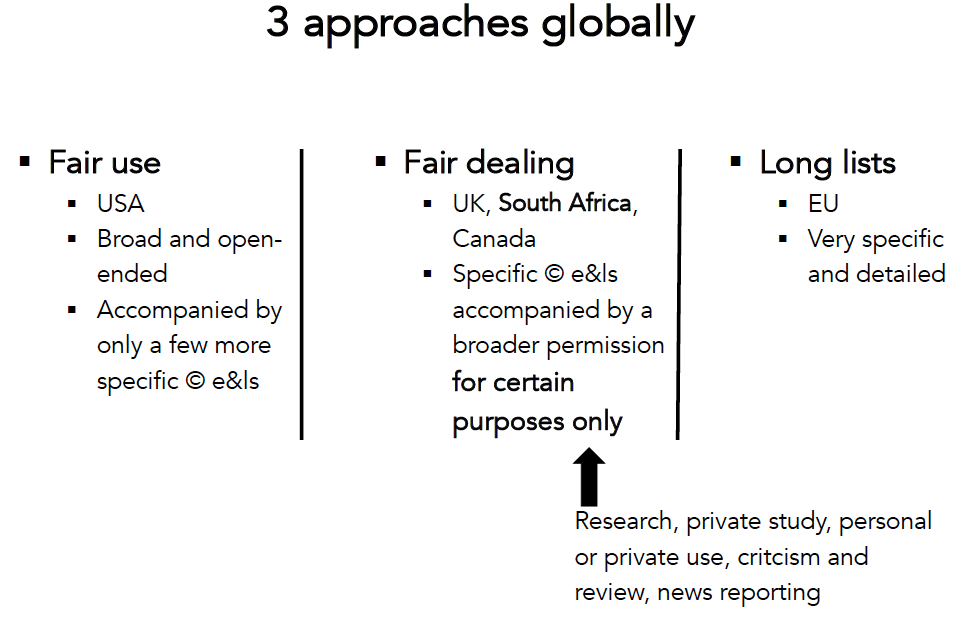 3 approaches globally
▪ Fair use
▪ USA
▪ Broad and open-
ended
▪ Accompanied by
only a few more
specific © e&ls
▪ Fair dealing
▪ UK, South Africa,
Canada
▪ Specific © e&ls
accompanied by a
broader permission
for certain
purposes only
Research, private study, personal
or private use, critcism and
review, news reporting
▪ Long lists
▪ EU
▪ Very specific
and detailed